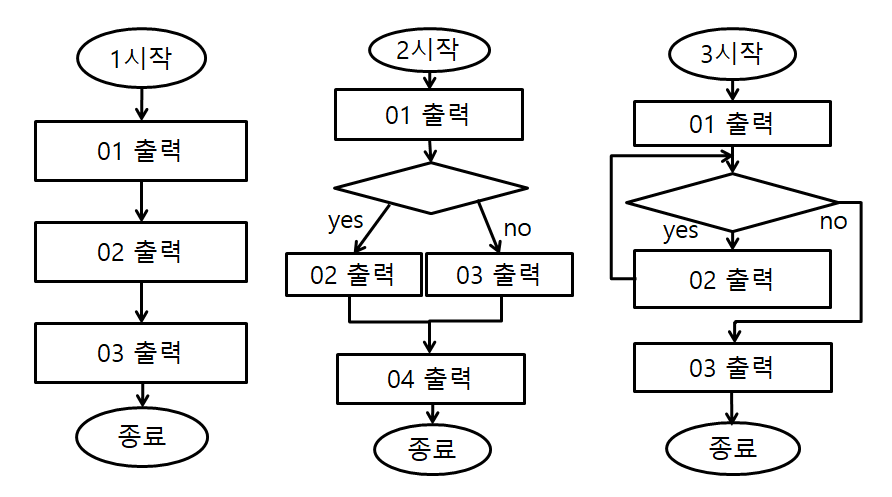 1시작
01 출력
02 출력
03 출력
종료
2시작
01 출력
yes
no
02 출력
03 출력
04 출력
종료
3시작
01 출력
yes
no
02 출력
03 출력
종료